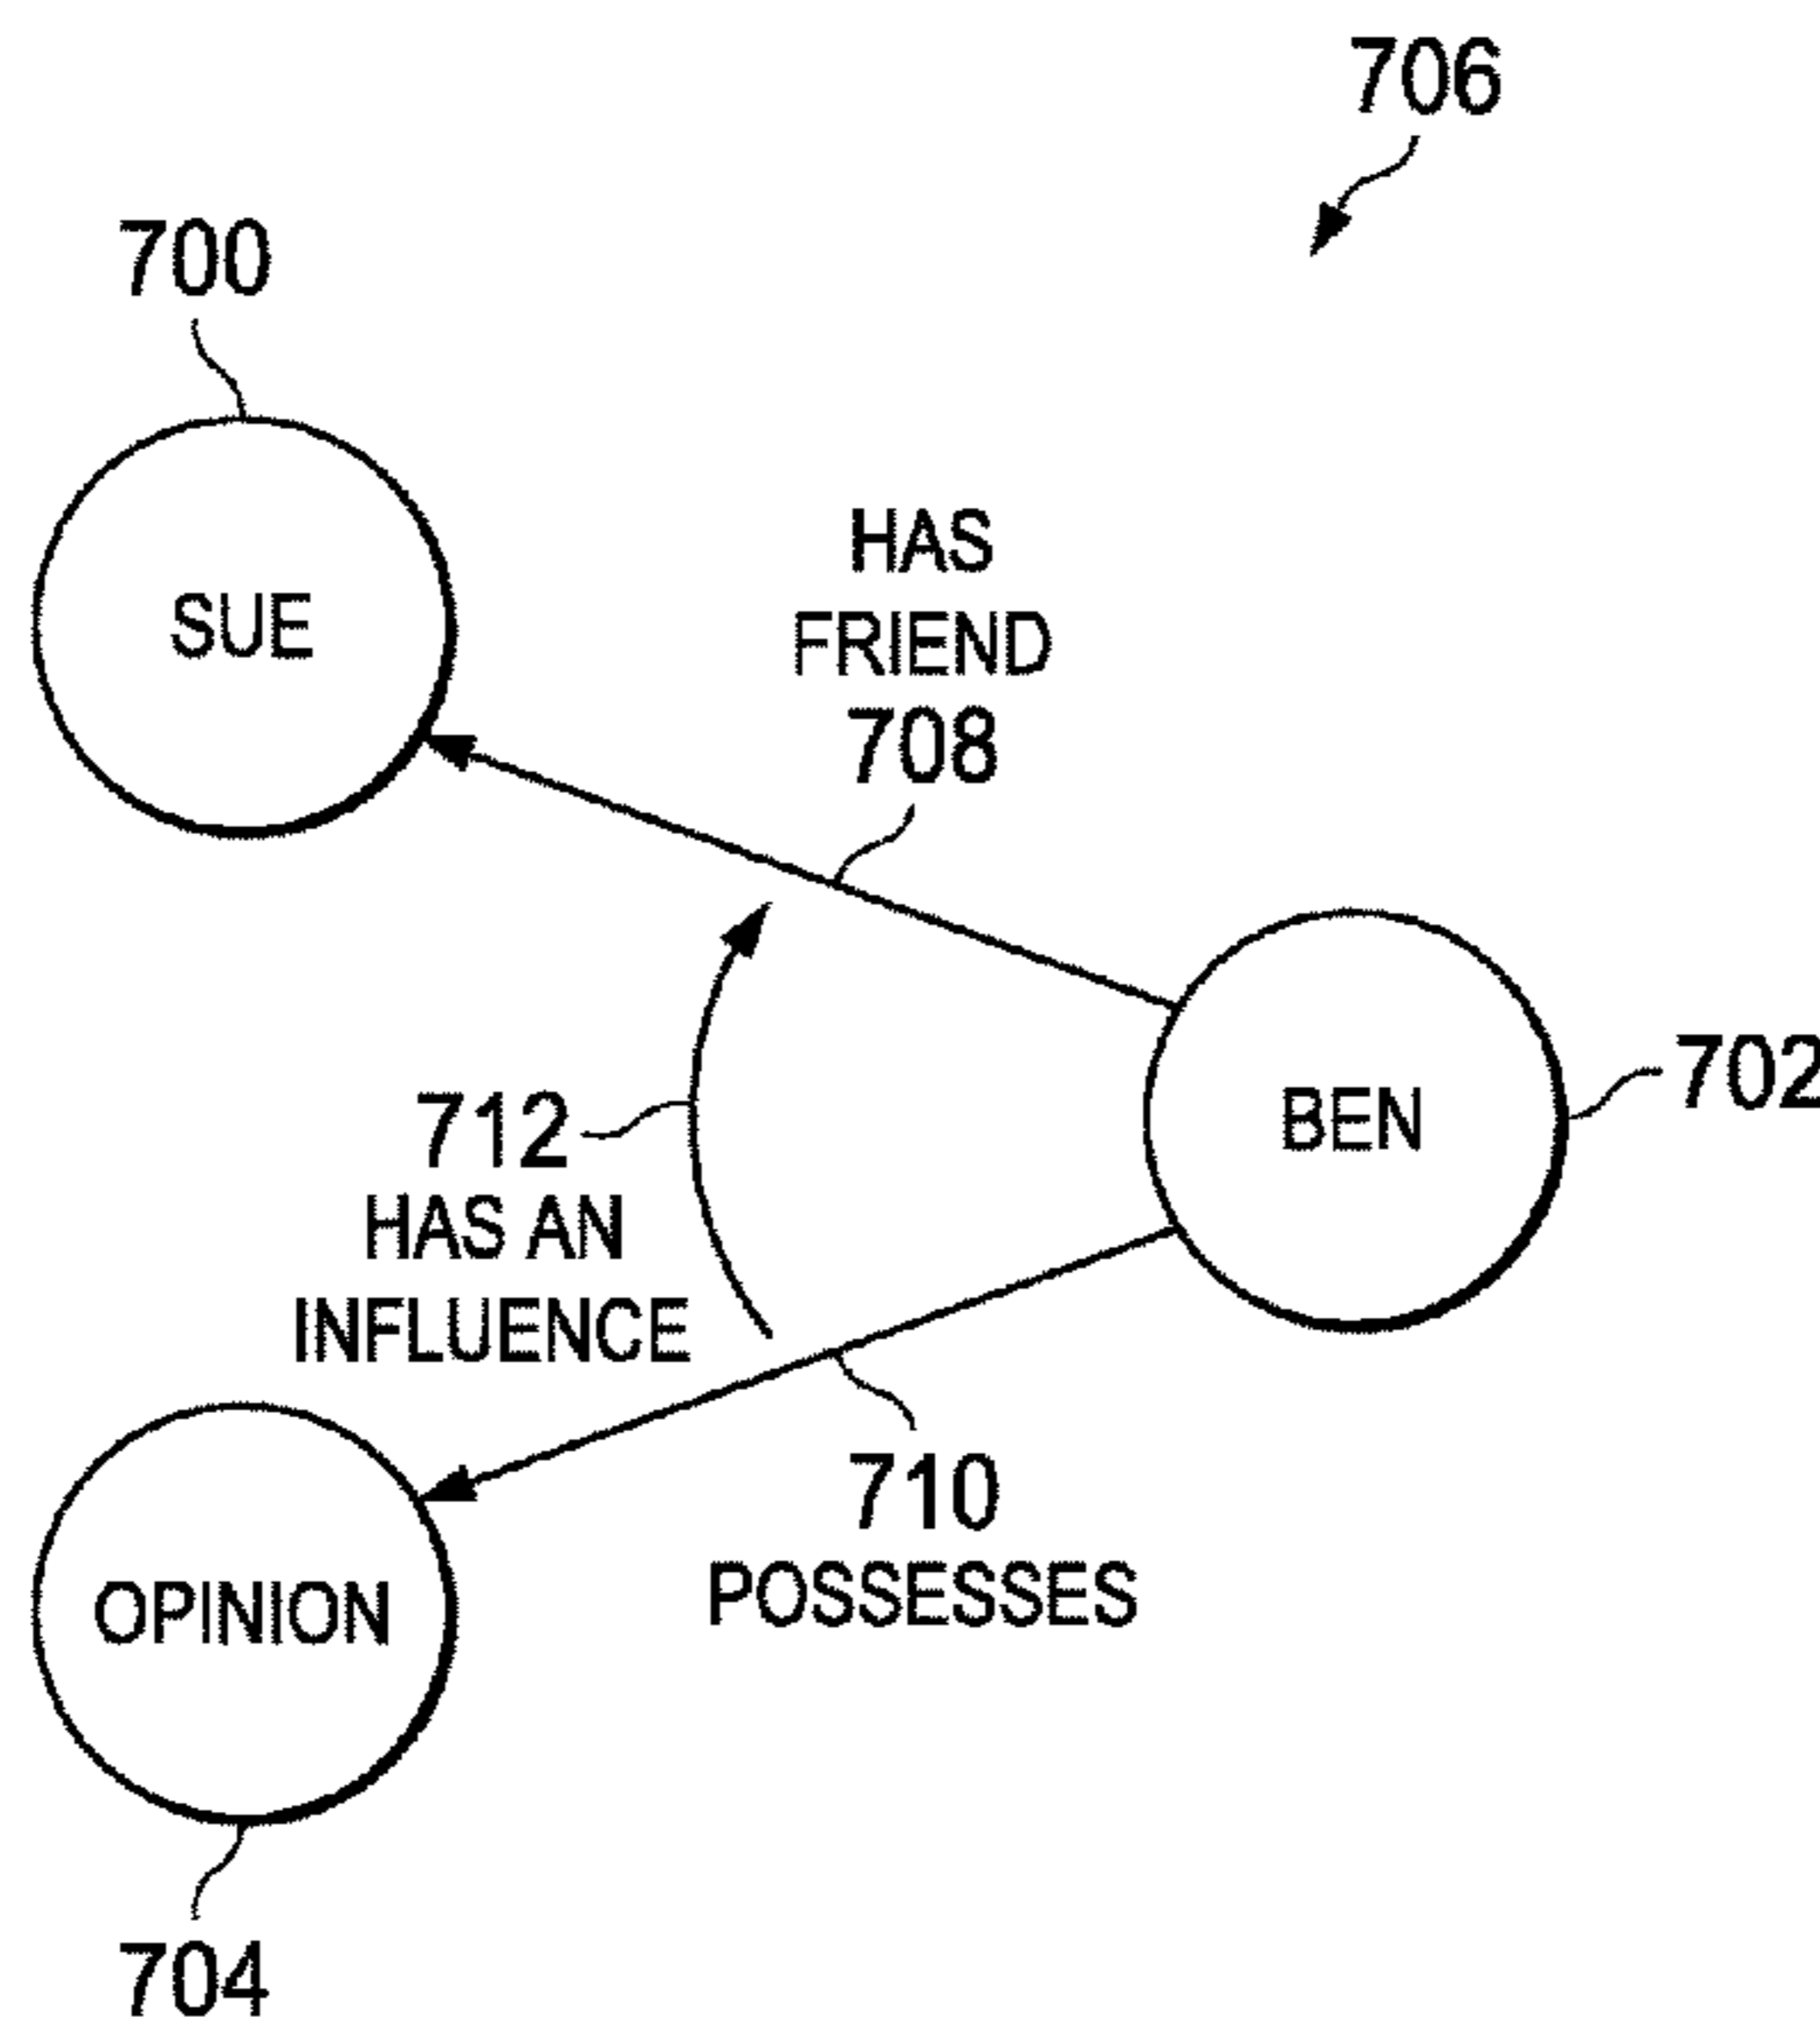 706
700
SUE
HAS
FRIEND
708
702
BEN
712
HAS AN
INFLUENCE
710
POSSESSES
OPINION
704